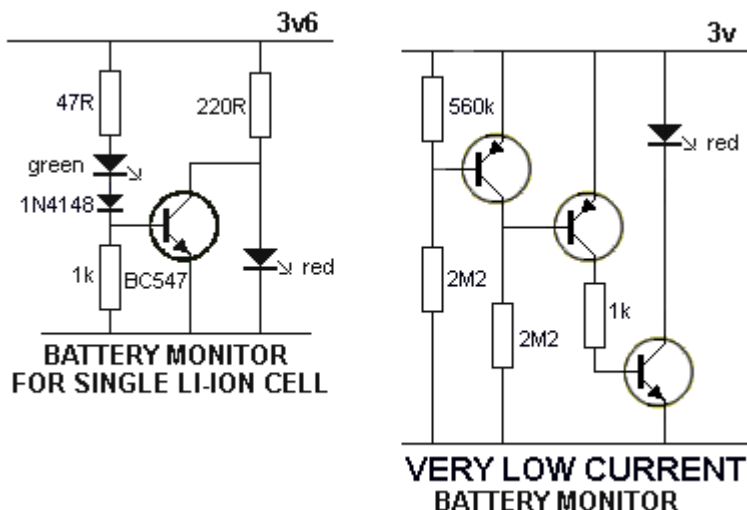 3v6
47R
220R
green
1N4148
1k
BC547
red
BATTERY MONITOR
FOR SINGLE LI-ION CELL
3v
560k
red
2M2
2M2
1k
VERY LOW CURRENT
BATTERY MONITOR